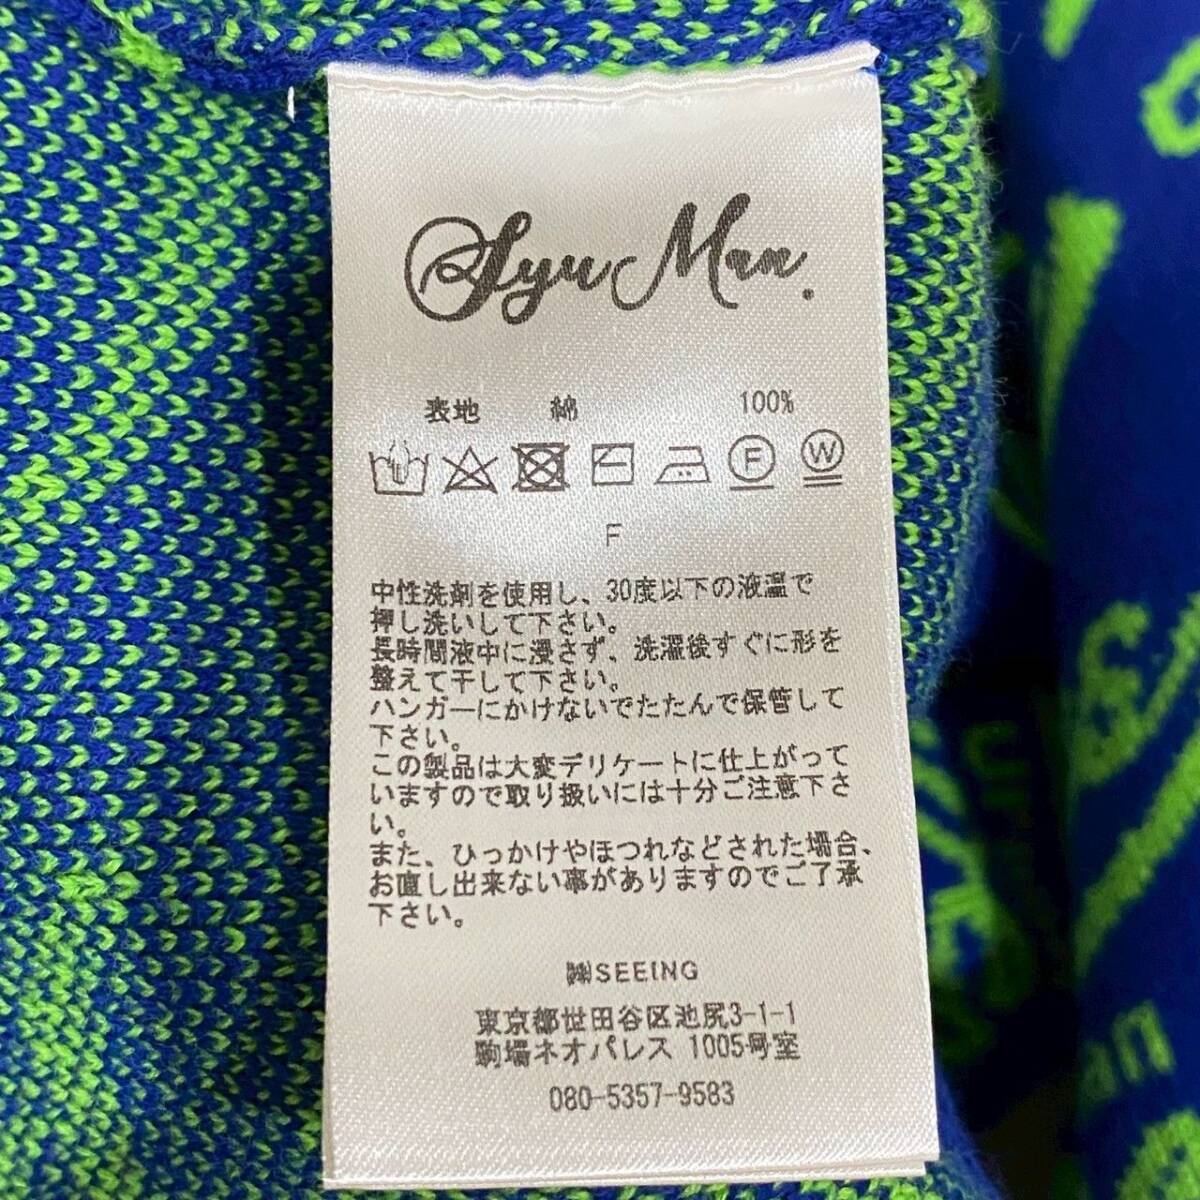 Syu Man.
表地 綿 100%
F W
F
中性洗剤を使用し、30度以下の液温で
押し洗いして下さい。
長時間液中に浸さず、洗濯後すぐに形を
整えて干して下さい。
ハンガーにかけないでたたんで保管して
下さい。
この製品は大変デリケートに仕上がって
いますので取り扱いには十分ご注意下さ
い。
また、ひっかけやほつれなどされた場合、
お直し出来ない事がありますのでご了承
下さい。
㈱SEEING
東京都世田谷区池尻3-1-1
駒場ネオパレス 1005号室
080-5357-9583
an